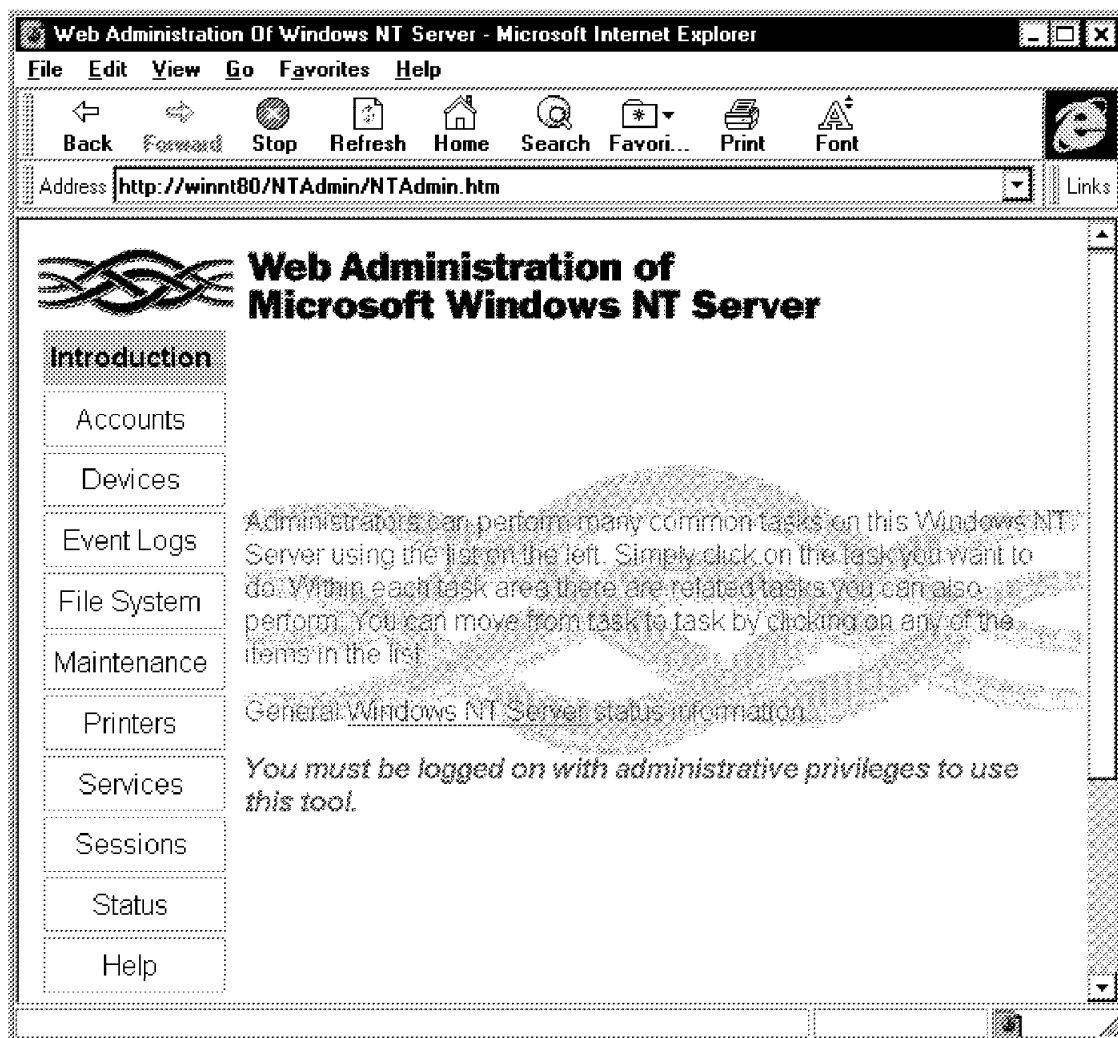 Web Administration Of Windows NT Server - Microsoft Internet Explorer
File Edit View Go Favorites Help
Back Forward Stop Refresh Home Search Favori... Print Font
Address http://winnt80/NTAdmin/NTAdmin.htm Links
Web Administration of
Microsoft Windows NT Server
Introduction
Accounts
Devices
Event Logs
File System
Maintenance
Printers
Services
Sessions
Status
Help
Administrators can perform many common tasks on this Windows NT
Server using the list on the left. Simply click on the task you want to
do. Within each task area there are related tasks you can also
perform. You can move from task to task by clicking on any of the
items in the list.
General Windows NT Server status information.
You must be logged on with administrative privileges to use
this tool.